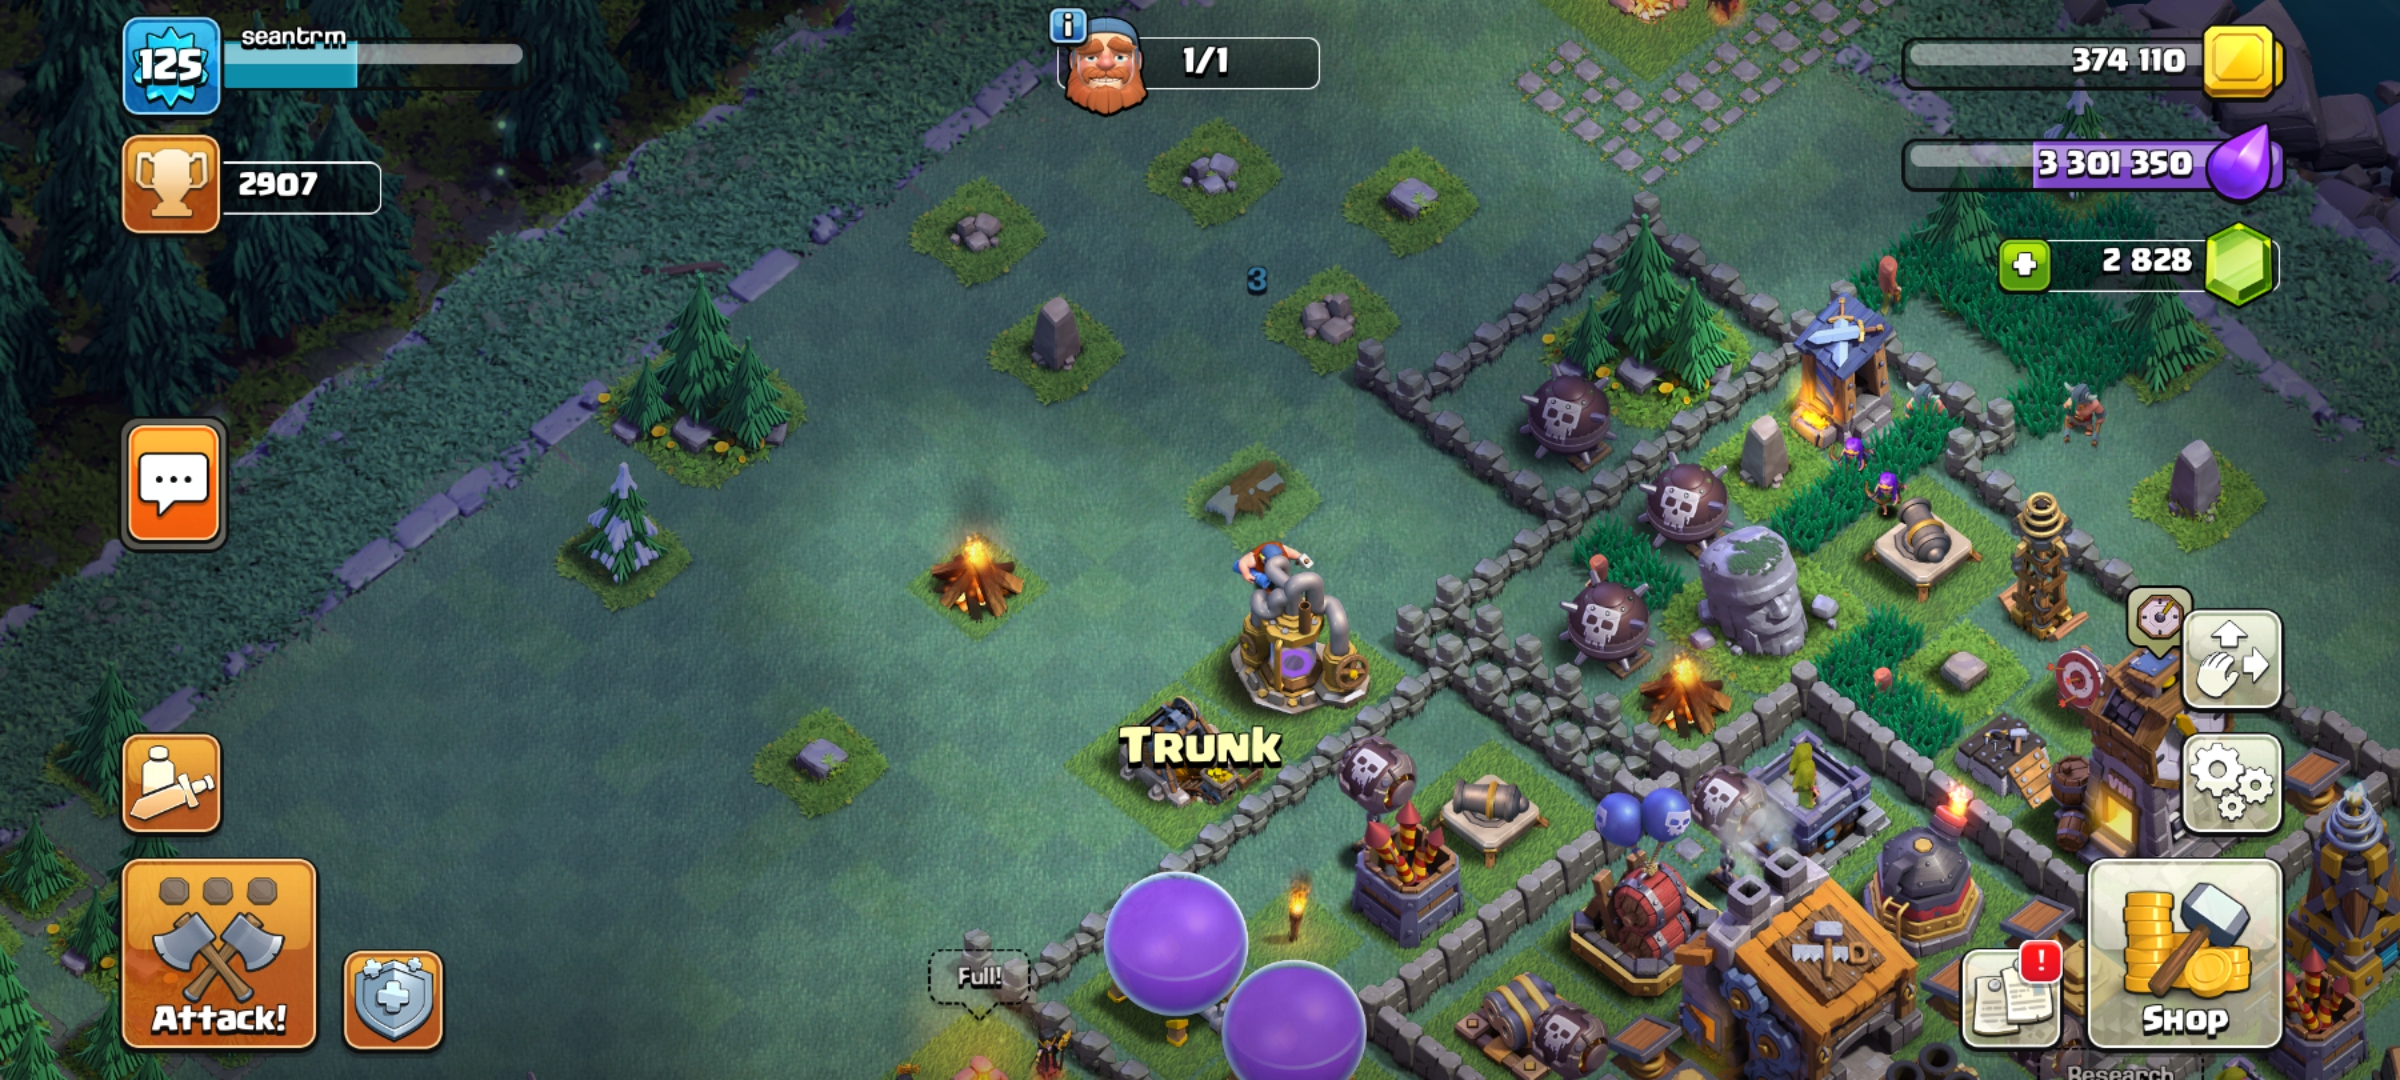 seantrm
125
1/1
374 110
3 301 350
2907
2 828
3
Trunk
Full!
Attack!
!
Shop
Research